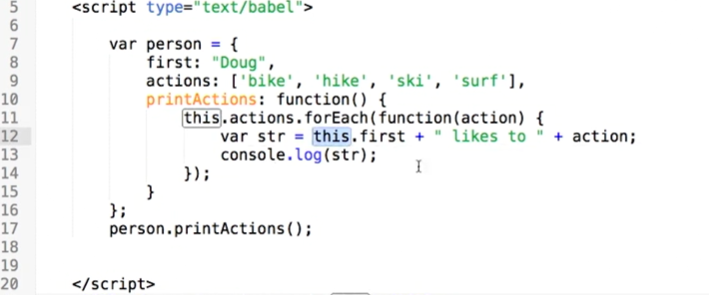 5 <script type="text/babel">
6
7 var person = {
8 first: "Doug",
9 actions: ['bike', 'hike', 'ski', 'surf'],
10 printActions: function() {
11 this.actions.forEach(function(action) {
12 var str = this.first + " likes to " + action;
13 console.log(str);
14 });
15 }
16 };
17 person.printActions();
18
19
20 </script>